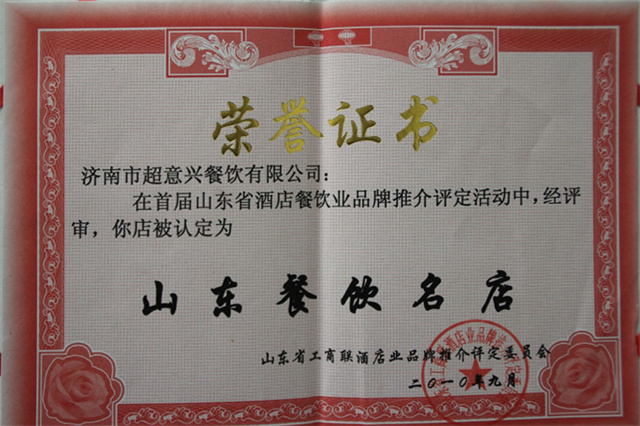 荣誉证书
济南市超意兴餐饮有限公司：
在首届山东省酒店餐饮业品牌推介评定活动中，经评
审，你店被认定为
山东餐饮名店
山东省工商联酒店业品牌推介评定委员会
二〇一〇年九月